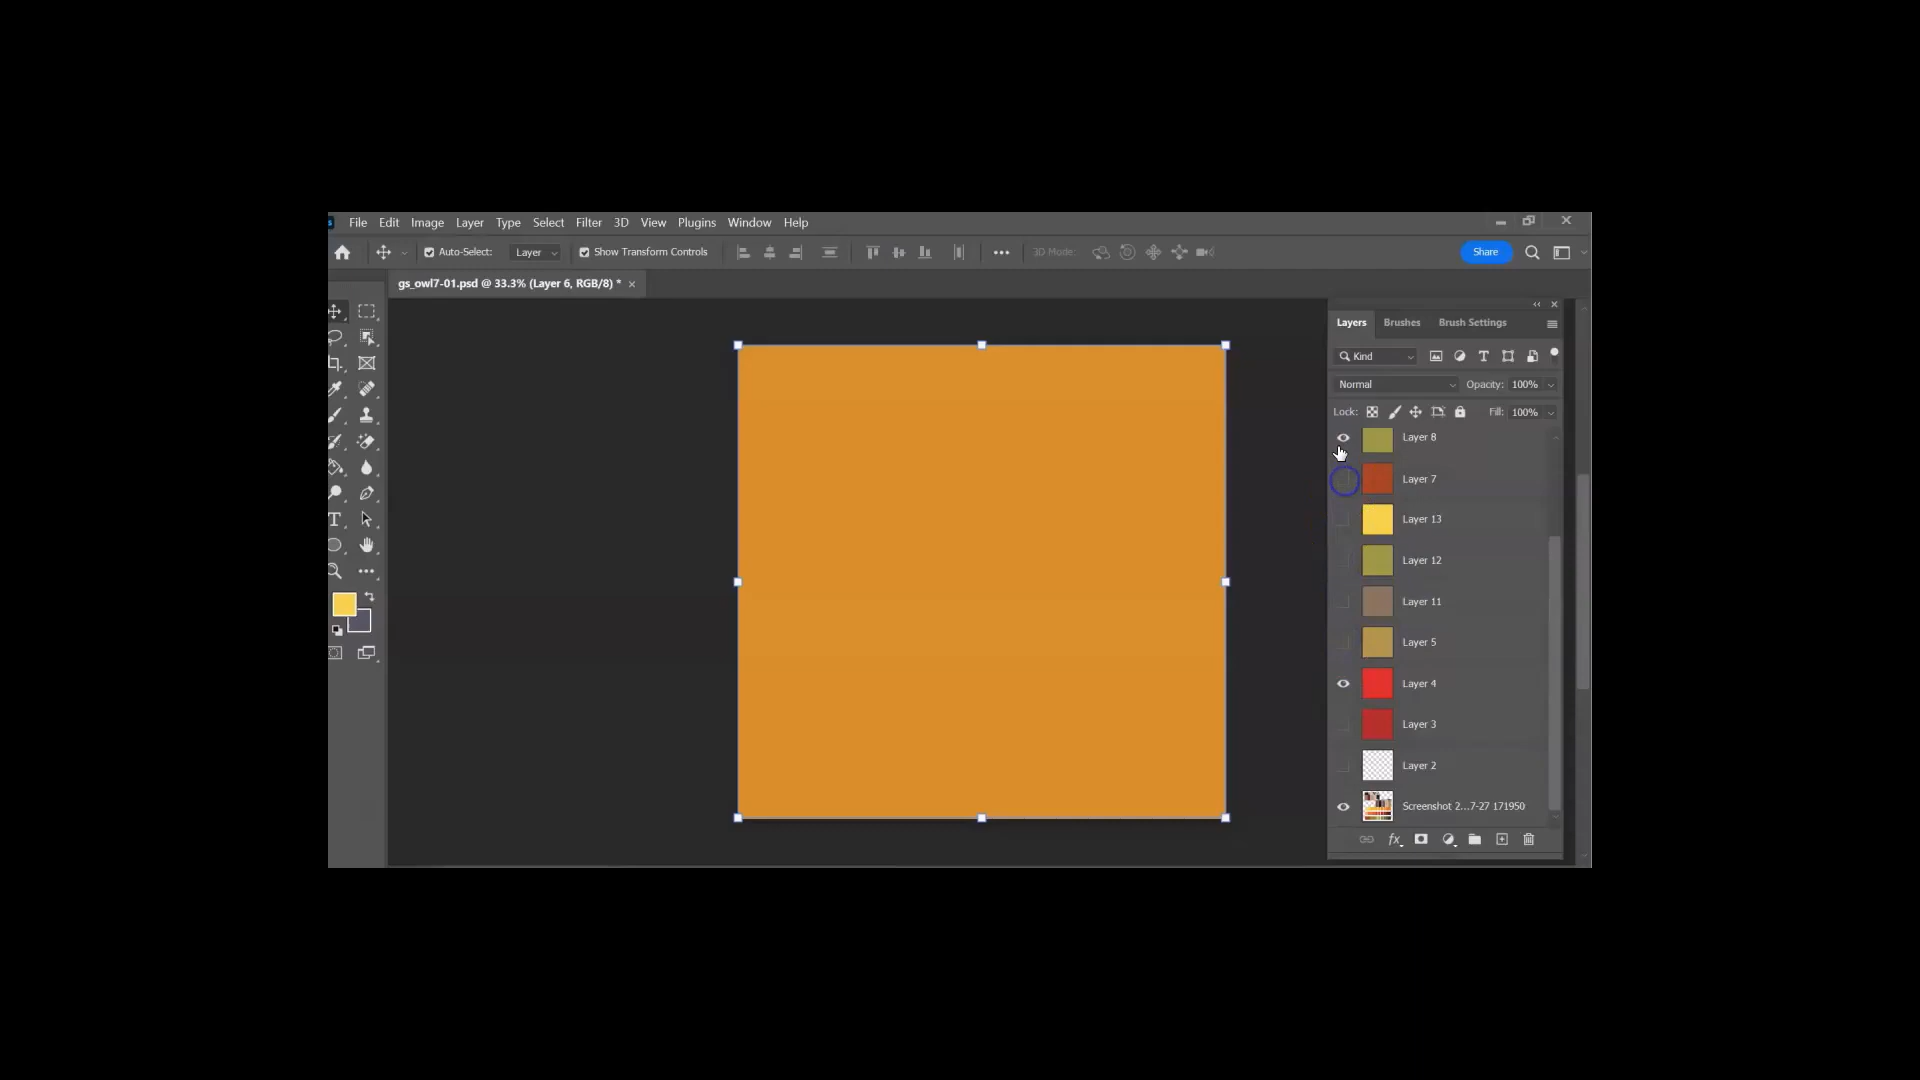 File Edit Image Layer Type Select Filter 3D View Plugins Window Help
Auto-Select: Layer Show Transform Controls 3D Mode: Share
gs_owl7-01.psd @ 33.3% (Layer 6, RGB/8) *
Layers Brushes Brush Settings
Kind
Normal Opacity: 100%
Lock: Fill: 100%
Layer 8
Layer 7
Layer 13
Layer 12
Layer 11
Layer 5
Layer 4
Layer 3
Layer 2
Screenshot 2...7-27 171950
fx